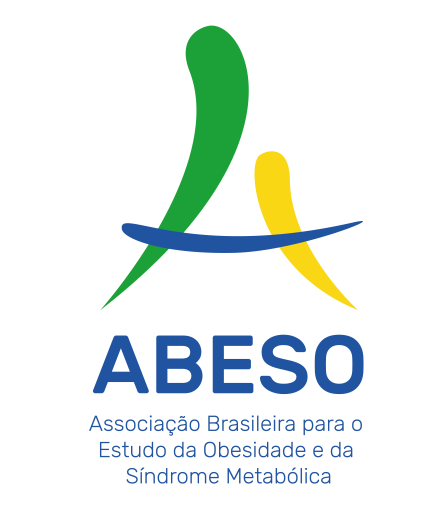 ABESO
Associação Brasileira para o
Estudo da Obesidade e da
Síndrome Metabólica